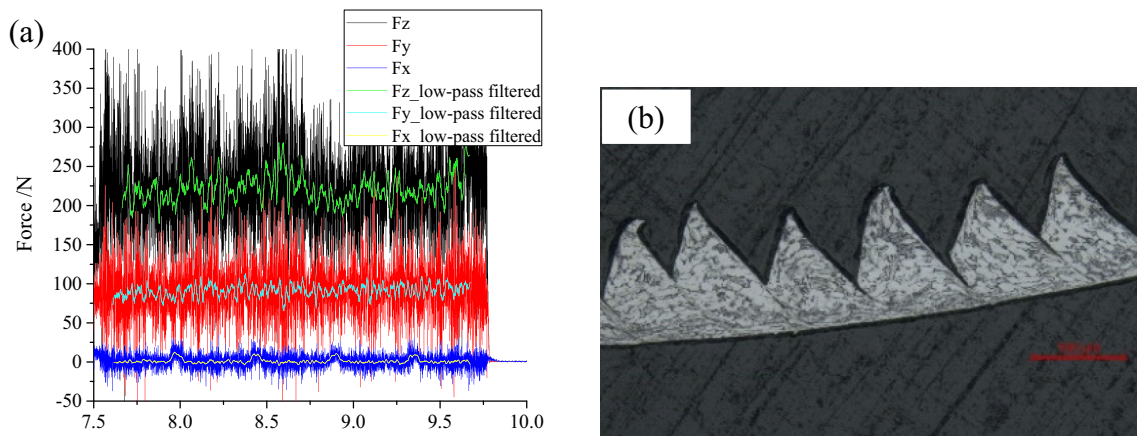 (a)
Fz
Fy
Fx
Fz_low-pass filtered
Fy_low-pass filtered
Fx_low-pass filtered
400
350
300
250
200
150
100
50
0
-50
Force /N
7.5 8.0 8.5 9.0 9.5 10.0
(b)